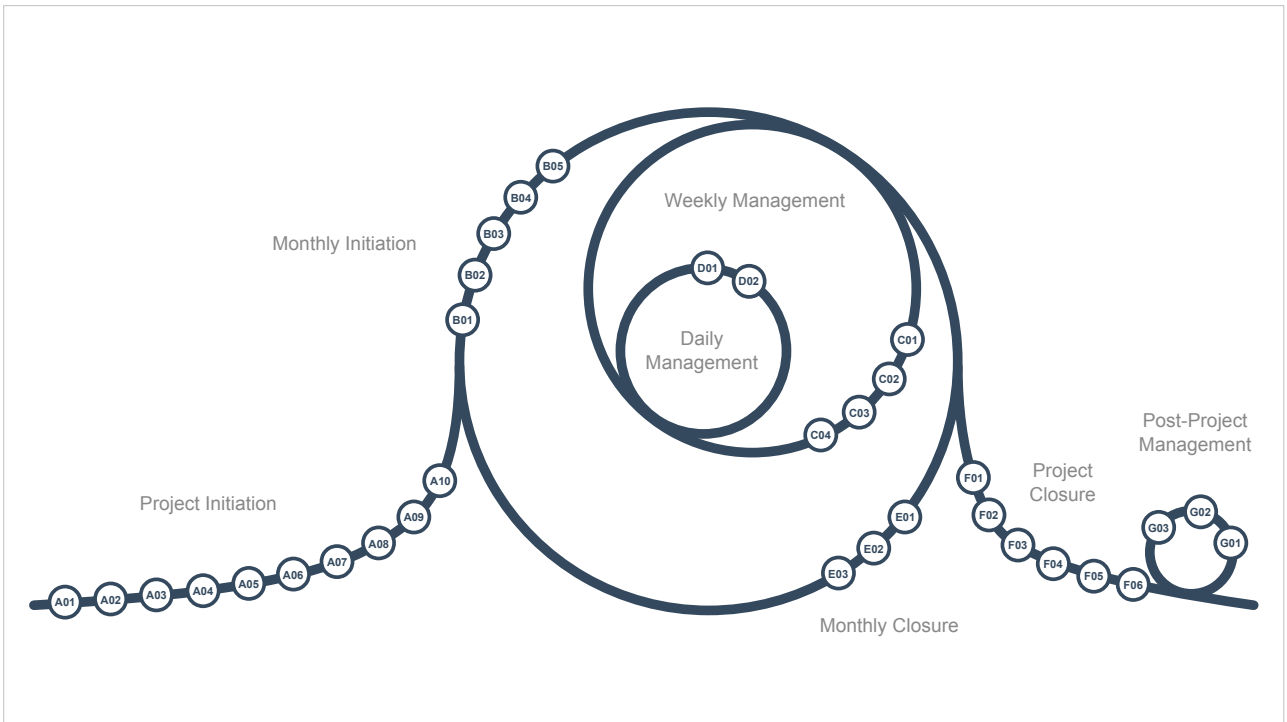 Project Initiation
A01
A02
A03
A04
A05
A06
A07
A08
A09
A10
Monthly Initiation
B01
B02
B03
B04
B05
Weekly Management
C01
C02
C03
C04
Daily
Management
D01
D02
Monthly Closure
E01
E02
E03
Project
Closure
F01
F02
F03
F04
F05
F06
Post-Project
Management
G01
G02
G03